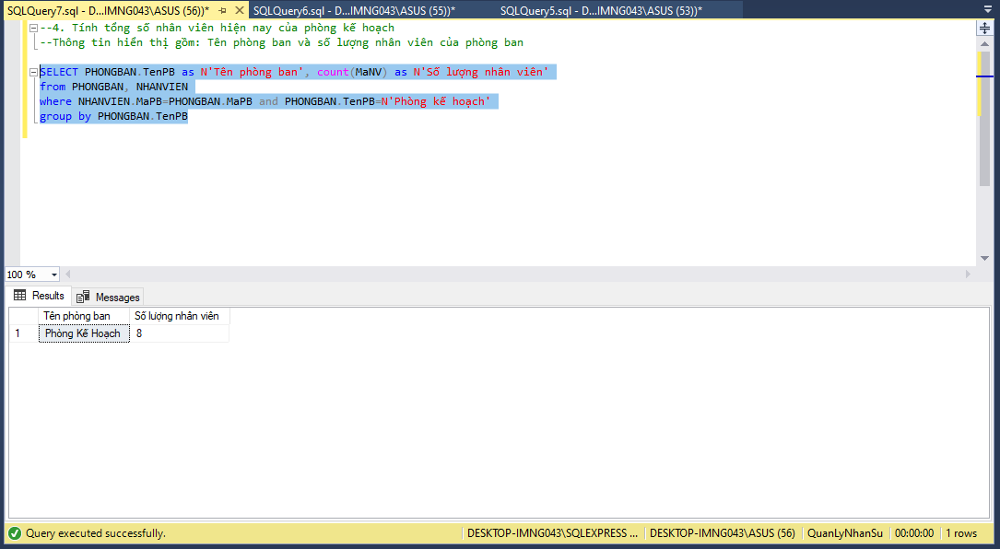 SQLQuery7.sql - D...IMNG043\ASUS (56))* SQLQuery6.sql - D...IMNG043\ASUS (55))* SQLQuery5.sql - D...IMNG043\ASUS (53))*
--4. Tính tổng số nhân viên hiện nay của phòng kế hoạch
--Thông tin hiển thị gồm: Tên phòng ban và số lượng nhân viên của phòng ban
SELECT PHONGBAN.TenPB as N'Tên phòng ban', count(MaNV) as N'Số lượng nhân viên'
from PHONGBAN, NHANVIEN
where NHANVIEN.MaPB=PHONGBAN.MaPB and PHONGBAN.TenPB=N'Phòng kế hoạch'
group by PHONGBAN.TenPB
100 %
Results Messages
Tên phòng ban Số lượng nhân viên
1 Phòng Kế Hoạch 8
Query executed successfully. DESKTOP-IMNG043\SQLEXPRESS ... DESKTOP-IMNG043\ASUS (56) QuanLyNhanSu 00:00:00 1 rows